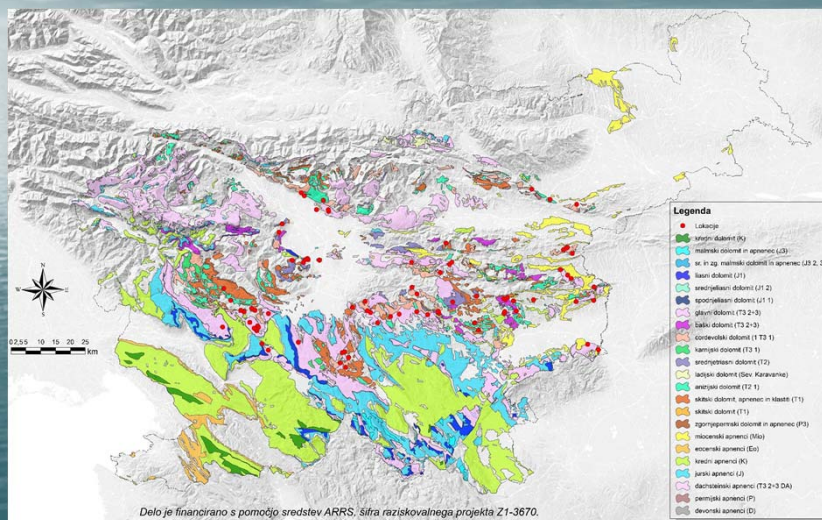 N
W
E
S
0 2,5 5 10 15 20 25
km
Legenda
Lokacije
kredni dolomit (K)
malmski dolomit in apnenec (J3)
sr. in zg. malmski dolomit in apnenec (J3 2, 3
liasni dolomit (J1)
srednjeliasni dolomit (J1 2)
spodnjeliasni dolomit (J1 1)
glavni dolomit (T3 2+3)
baški dolomit (T3 2+3)
cordevolski dolomit (1 T3 1)
karnijski dolomit (T3 1)
srednjetriasni dolomit (T2)
ladijski dolomit (Sev. Karavanke)
anizijski dolomit (T2 1)
skitski dolomit, apnenec in klastiti (T1)
skitski dolomit (T1)
zgornjepermski dolomit in apnenec (P3)
miocenski apnenci (Mio)
eocenski apnenci (Eo)
kredni apnenci (K)
jurski apnenci (J)
dachsteinski apnenci (T3 2+3 DA)
permijski apnenci (P)
devonski apnenci (D)
Delo je financirano s pomočjo sredstev ARRS, šifra raziskovalnega projekta Z1-3670.